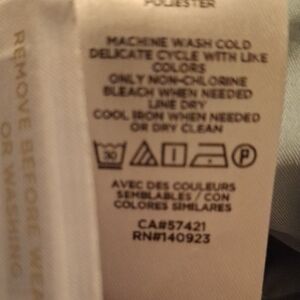 POLIESTER
MACHINE WASH COLD
DELICATE CYCLE WITH LIKE
COLORS
ONLY NON-CHLORINE
BLEACH WHEN NEEDED
LINE DRY
COOL IRON WHEN NEEDED
OR DRY CLEAN
30
P
AVEC DES COULEURS
SEMBLABLES / CON
COLORES SIMILARES
CA#57421
RN#140923
REMOVE BEFORE WEAR
OR WASHING